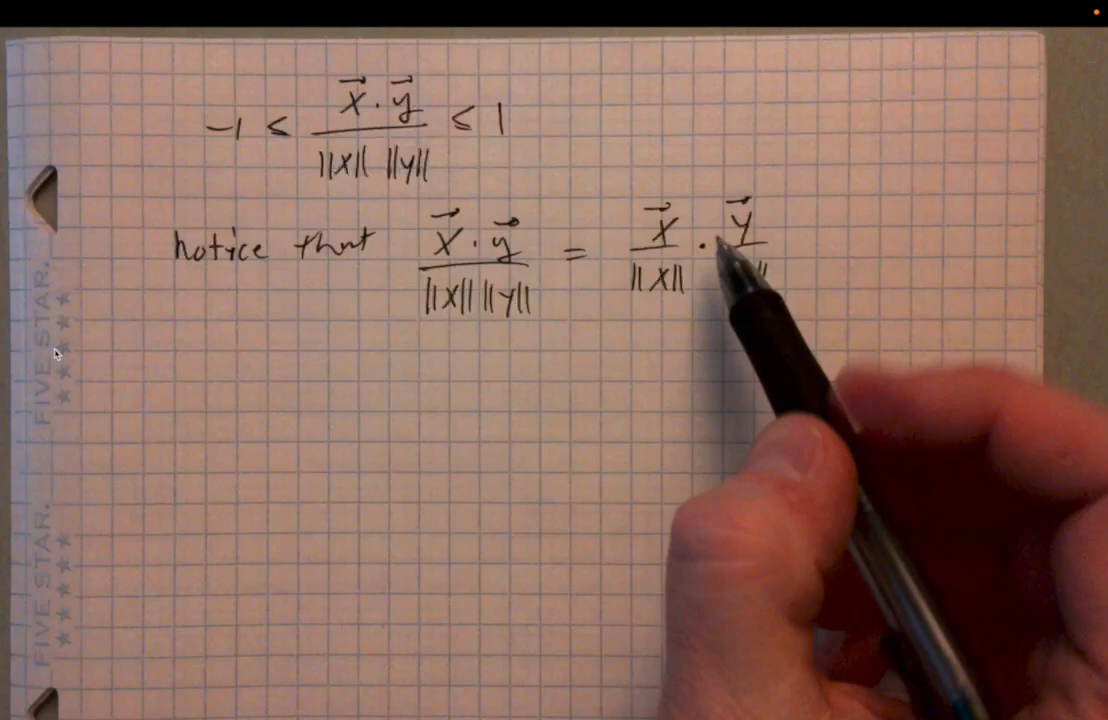 -1 ≤ x⃗ · y⃗ / ||x|| ||y|| ≤ 1
notice that x⃗ · y⃗ / ||x|| ||y|| = x⃗ / ||x|| · y⃗
FIVE STAR.
FIVE STAR.